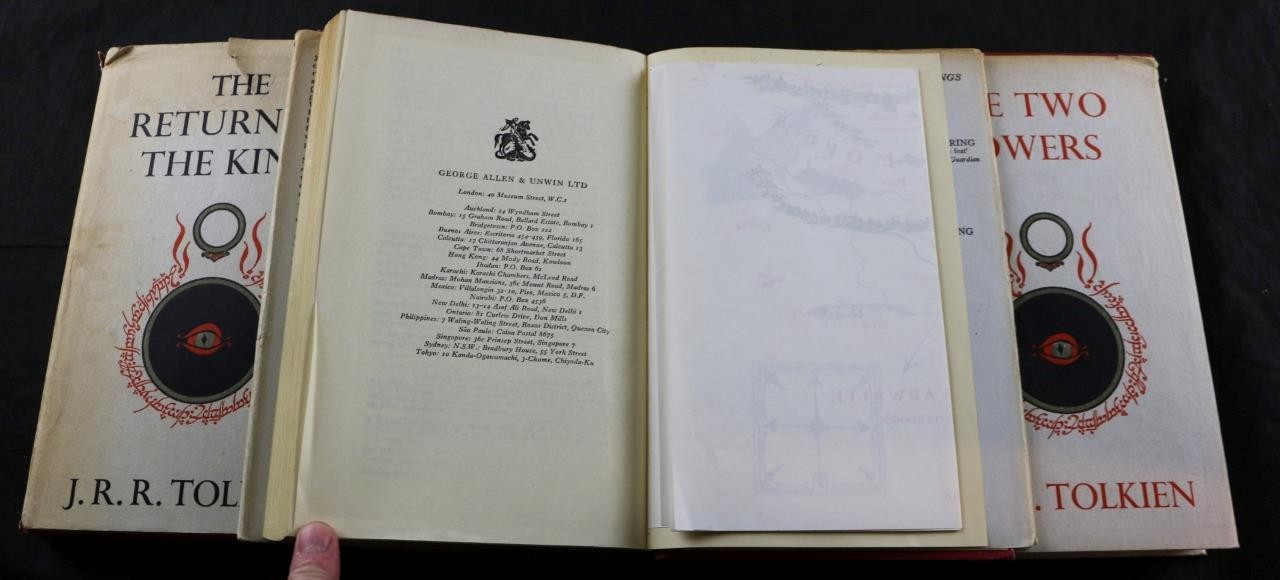 THE
RETURN
THE KIN
J. R. R. TOL
GEORGE ALLEN & UNWIN LTD
London: 40 Museum Street, W.C.1
Auckland: 24 Wyndham Street
Bombay: 15 Graham Road, Ballard Estate, Bombay 1
Bridgetown: P.O. Box 222
Buenos Aires: Escritorio 454-459, Florida 165
Calcutta: 17 Chittaranjan Avenue, Calcutta 13
Cape Town: 68 Shortmarket Street
Hong Kong: 44 Mody Road, Kowloon
Ibadan: P.O. Box 62
Karachi: Karachi Chambers, McLeod Road
Madras: Mohan Mansions, 38c Mount Road, Madras 6
Mexico: Villalongin 32-10, Piso, Mexico 5, D.F.
Nairobi: P.O. Box 4536
New Delhi: 13-14 Asaf Ali Road, New Delhi 1
Ontario: 81 Curlew Drive, Don Mills
Philippines: 7 Waling-Waling Street, Roxas District, Quezon City
São Paulo: Caixa Postal 8675
Singapore: 36c Prinsep Street, Singapore 7
Sydney: N.S.W.: Bradbury House, 55 York Street
Tokyo: 10 Kanda-Ogawamachi, 3-Chome, Chiyoda-Ku
NGS
RING
feat'
Guardian
NG
E TWO
OWERS
. TOLKIEN